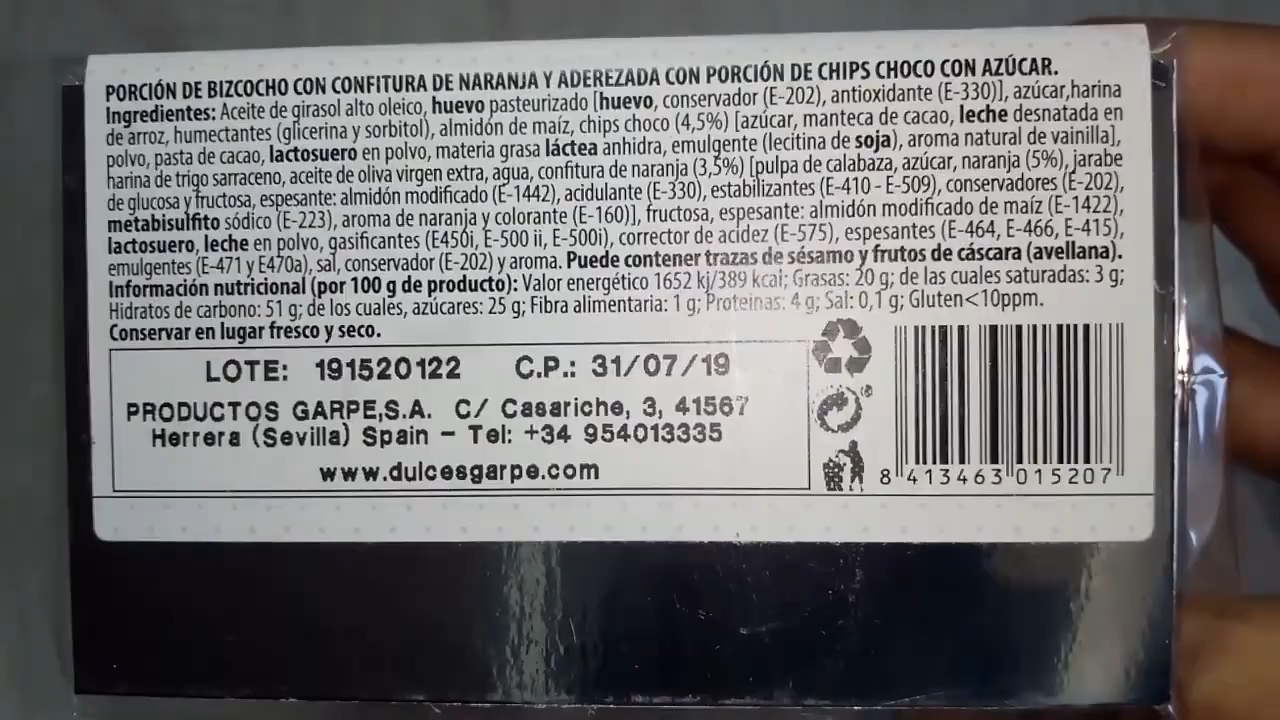 PORCIÓN DE BIZCOCHO CON CONFITURA DE NARANJA Y ADEREZADA CON PORCIÓN DE CHIPS CHOCO CON AZÚCAR.
Ingredientes: Aceite de girasol alto oleico, huevo pasteurizado [huevo, conservador (E-202), antioxidante (E-330)], azúcar,harina
de arroz, humectantes (glicerina y sorbitol), almidón de maíz, chips choco (4,5%) [azúcar, manteca de cacao, leche desnatada en
polvo, pasta de cacao, lactosuero en polvo, materia grasa láctea anhidra, emulgente (lecitina de soja), aroma natural de vainilla],
harina de trigo sarraceno, aceite de oliva virgen extra, agua, confitura de naranja (3,5%) [pulpa de calabaza, azúcar, naranja (5%), jarabe
de glucosa y fructosa, espesante: almidón modificado (E-1442), acidulante (E-330), estabilizantes (E-410 - E-509), conservadores (E-202),
metabisulfito sódico (E-223), aroma de naranja y colorante (E-160)], fructosa, espesante: almidón modificado de maíz (E-1422),
lactosuero, leche en polvo, gasificantes (E450i, E-500 ii, E-500i), corrector de acidez (E-575), espesantes (E-464, E-466, E-415),
emulgentes (E-471 y E470a), sal, conservador (E-202) y aroma. Puede contener trazas de sésamo y frutos de cáscara (avellana).
Información nutricional (por 100 g de producto): Valor energético 1652 kj/389 kcal; Grasas: 20 g; de las cuales saturadas: 3 g;
Hidratos de carbono: 51 g; de los cuales, azúcares: 25 g; Fibra alimentaria: 1 g; Proteinas: 4 g; Sal: 0,1 g; Gluten<10ppm.
Conservar en lugar fresco y seco.
LOTE: 191520122 C.P.: 31/07/19
PRODUCTOS GARPE,S.A. C/ Casariche, 3, 41567
Herrera (Sevilla) Spain - Tel: +34 954013335
www.dulcesgarpe.com
8 413463 015207